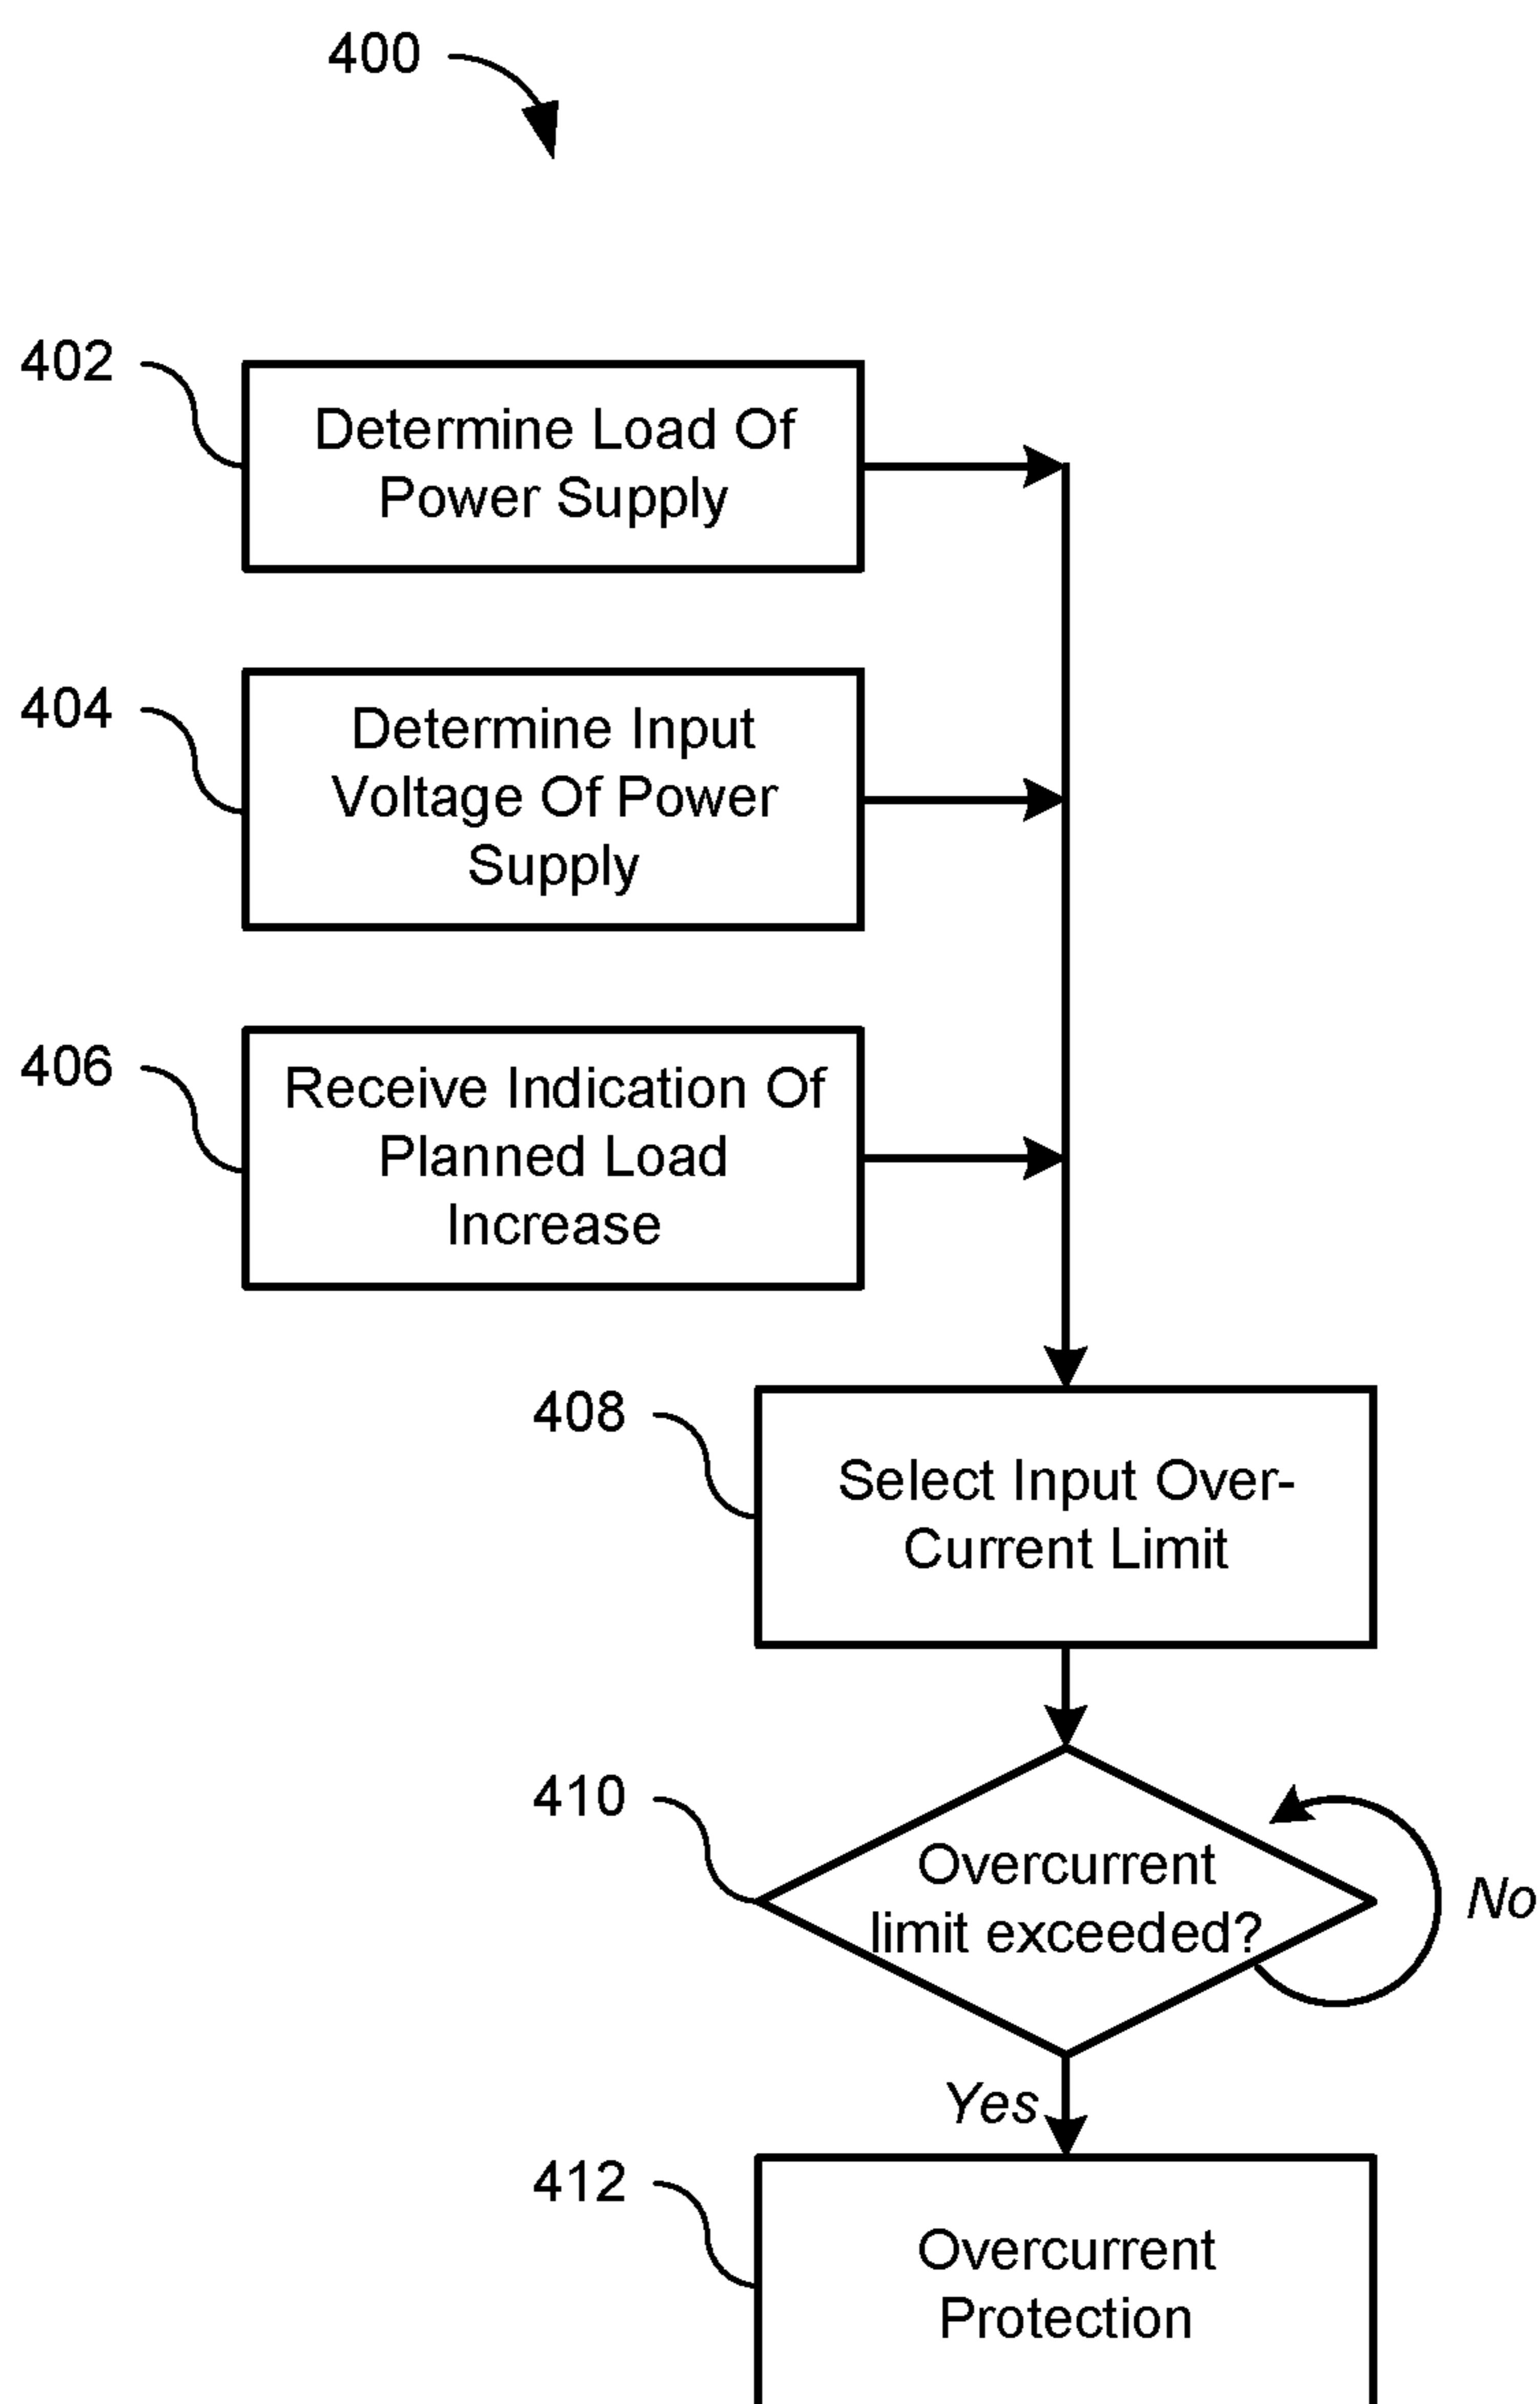 400
402
Determine Load Of
Power Supply
404
Determine Input
Voltage Of Power
Supply
406
Receive Indication Of
Planned Load
Increase
408
Select Input Over-
Current Limit
410
Overcurrent
limit exceeded?
No
Yes
412
Overcurrent
Protection